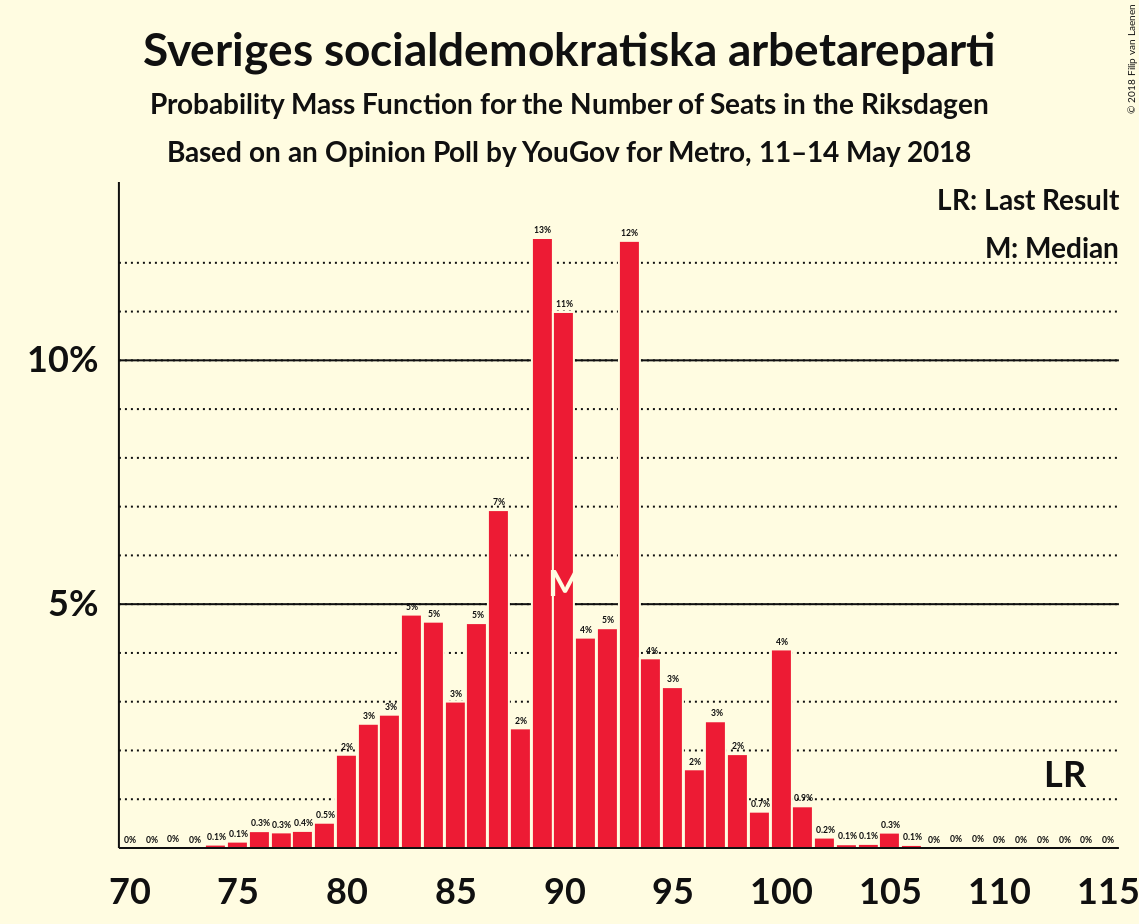 Sveriges socialdemokratiska arbetareparti
Probability Mass Function for the Number of Seats in the Riksdagen
Based on an Opinion Poll by YouGov for Metro, 11–14 May 2018
© 2018 Filip van Laenen
LR: Last Result
M: Median
10%
5%
0% 0% 0% 0% 0.1% 0.1% 0.3% 0.3% 0.4% 0.5% 2% 3% 3% 5% 5% 3% 5% 7% 2% 13% 11% 4% 5% 12% 4% 3% 2% 3% 2% 0.7% 4% 0.9% 0.2% 0.1% 0.1% 0.3% 0.1% 0% 0% 0% 0% 0% 0% 0% 0% 0%
M
LR
70 75 80 85 90 95 100 105 110 115